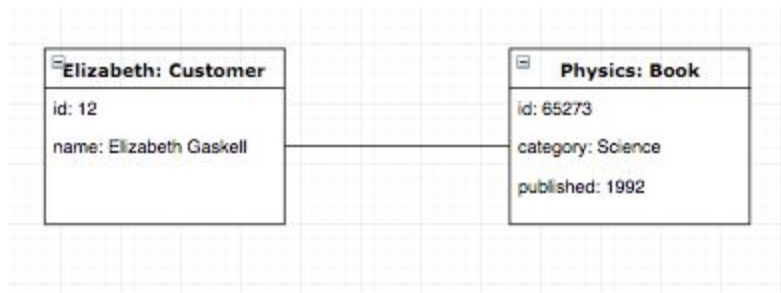 Elizabeth: Customer
id: 12
name: Elizabeth Gaskell
Physics: Book
id: 65273
category: Science
published: 1992